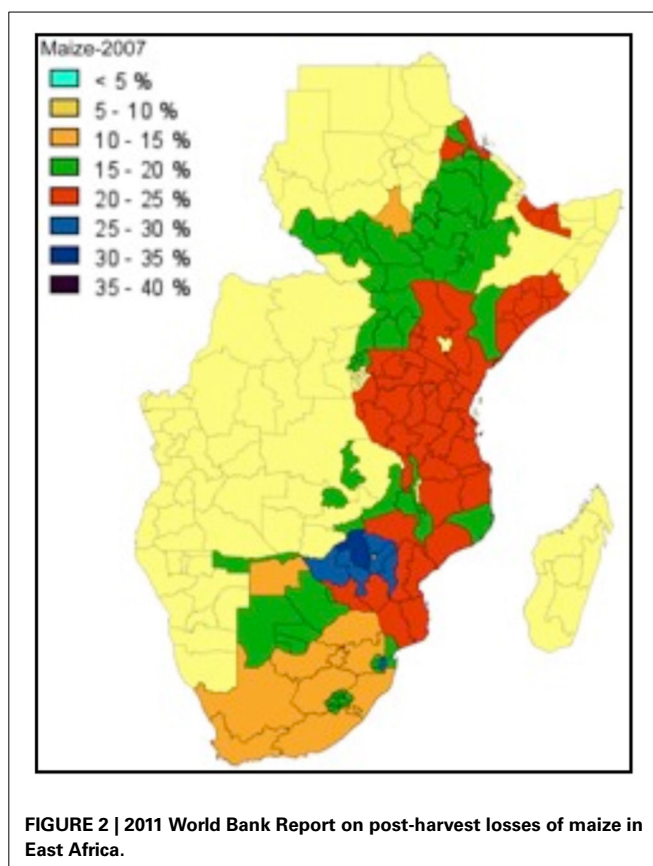 Maize-2007
< 5 %
5 - 10 %
10 - 15 %
15 - 20 %
20 - 25 %
25 - 30 %
30 - 35 %
35 - 40 %
FIGURE 2 | 2011 World Bank Report on post-harvest losses of maize in
East Africa.